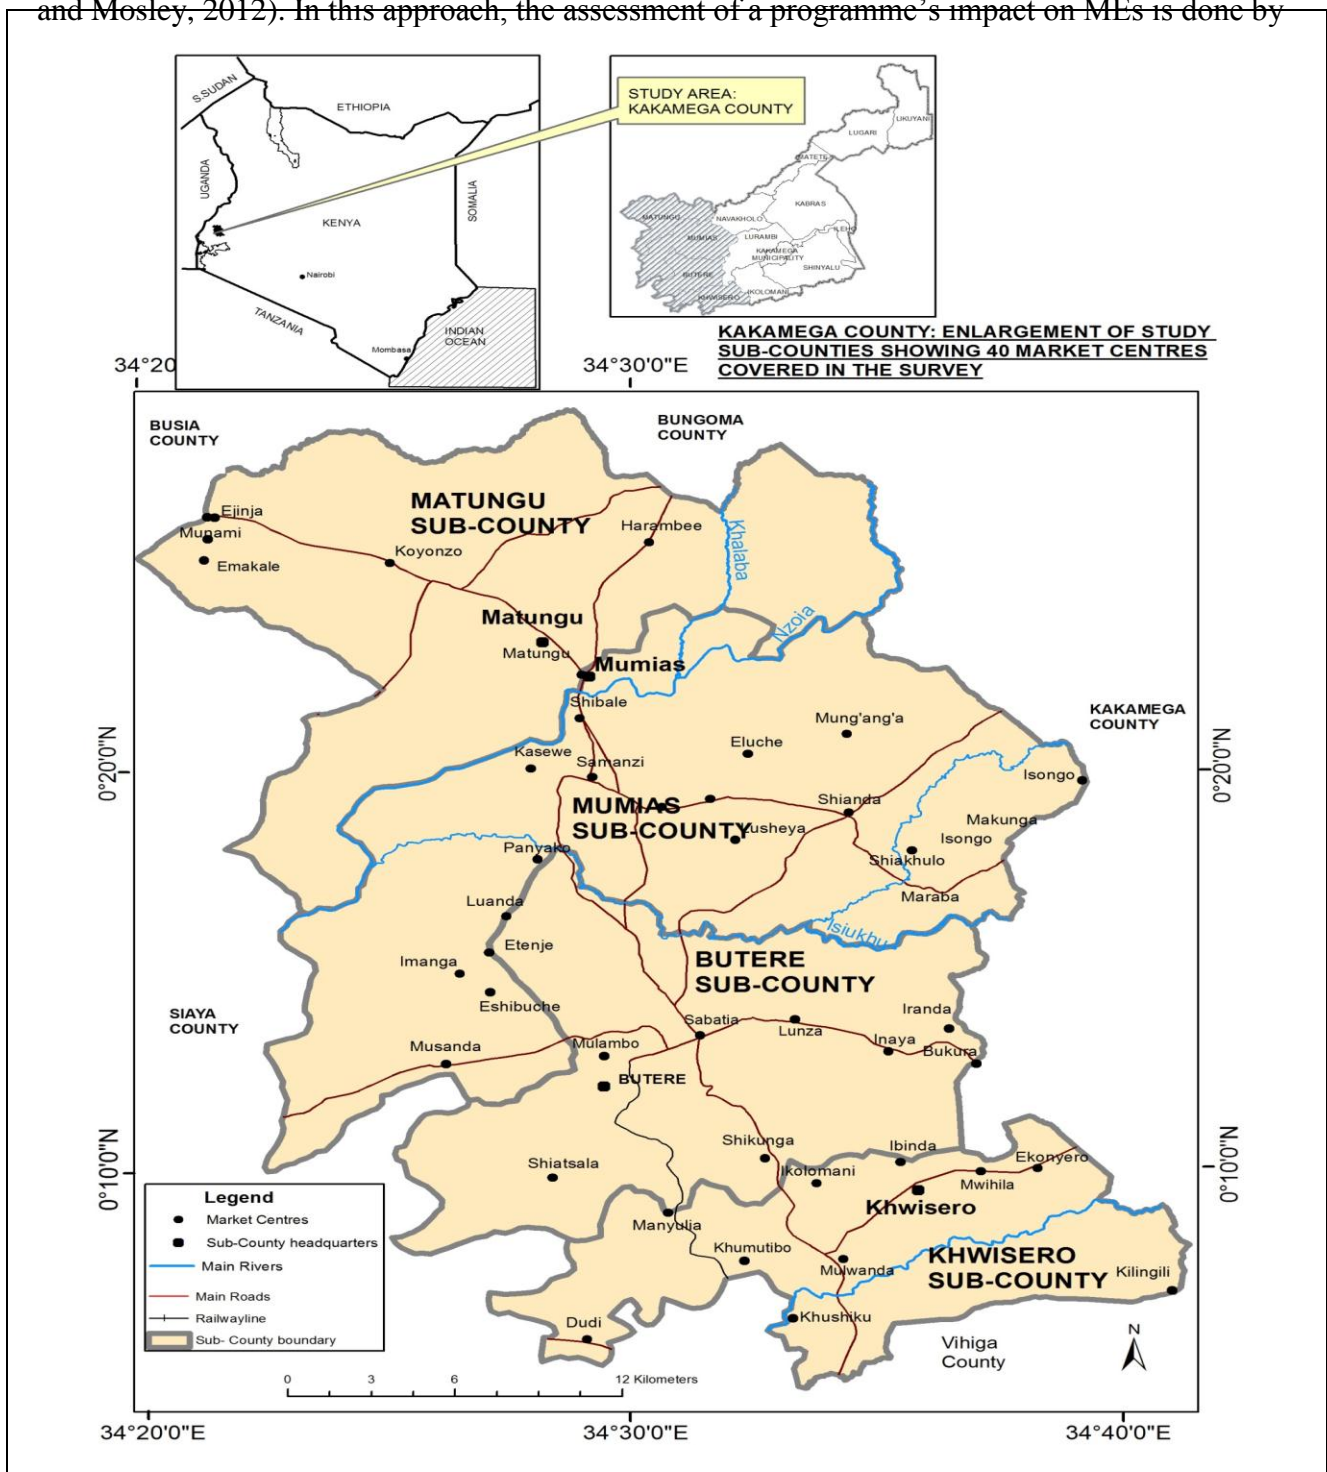 and Mosley, 2012). In this approach, the assessment of a programme's impact on MEs is done by
S.SUDAN
ETHIOPIA
UGANDA
KENYA
SOMALIA
Nairobi
TANZANIA
INDIAN
OCEAN
Mombasa
STUDY AREA:
KAKAMEGA COUNTY
LIKUYANI
LUGARI
MATETE
KABRAS
MATUNGU
NAVAKHOLO
MUMIAS
LURAMBI
ILEHO
KAKAMEGA
MUNICIPALITY
SHINYALU
BUTERE
KHWISERO
IKOLOMANI
KAKAMEGA COUNTY: ENLARGEMENT OF STUDY
SUB-COUNTIES SHOWING 40 MARKET CENTRES
COVERED IN THE SURVEY
34°20
34°30'0"E
BUSIA
COUNTY
BUNGOMA
COUNTY
MATUNGU
SUB-COUNTY
Ejinja
Munami
Emakale
Koyonzo
Harambee
Khalaba
Nzoia
Matungu
Matungu
Mumias
Shibale
Mung'ang'a
KAKAMEGA
COUNTY
Eluche
Kasewe
Samanzi
Isongo
0°20'0"N
0°20'0"N
MUMIAS
SUB-COUNTY
Shianda
Makunga
Lusheya
Isongo
Panyako
Shiakhulo
Maraba
Luanda
Isiukhu
Etenje
Imanga
BUTERE
SUB-COUNTY
Eshibuche
SIAYA
COUNTY
Iranda
Sabatia
Lunza
Inaya
Bukura
Musanda
Mulambo
BUTERE
Shikunga
Ibinda
Ekonyero
Shiatsala
Ikolomani
Mwihila
0°10'0"N
0°10'0"N
Khwisero
Manyulia
Khumutibo
Mulwanda
KHWISERO
SUB-COUNTY
Kilingili
Khushiku
Dudi
Vihiga
County
N
Legend
Market Centres
Sub-County headquarters
Main Rivers
Main Roads
Railwayline
Sub- County boundary
0 3 6 12 Kilometers
34°20'0"E
34°30'0"E
34°40'0"E